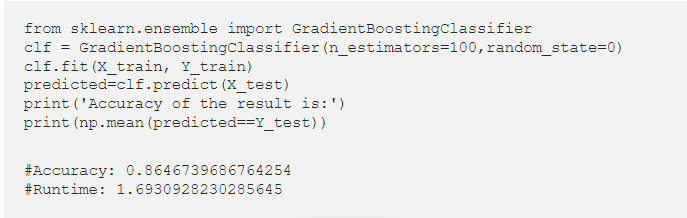 from sklearn.ensemble import GradientBoostingClassifier
clf = GradientBoostingClassifier(n_estimators=100,random_state=0)
clf.fit(X_train, Y_train)
predicted=clf.predict(X_test)
print('Accuracy of the result is:')
print(np.mean(predicted==Y_test))
#Accuracy: 0.8646739686764254
#Runtime: 1.6930928230285645